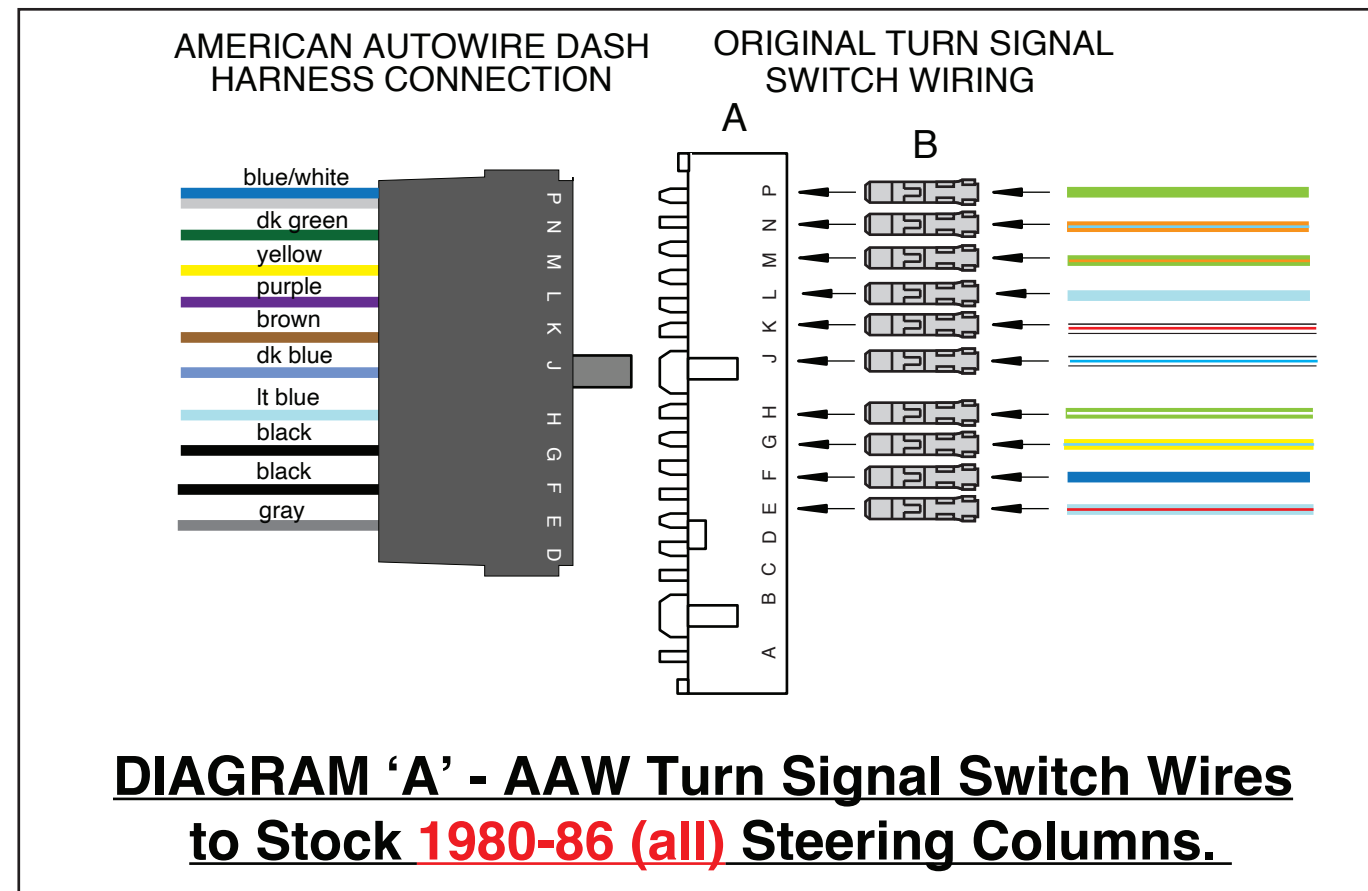 AMERICAN AUTOWIRE DASH
HARNESS CONNECTION
ORIGINAL TURN SIGNAL
SWITCH WIRING
A
B
blue/white
dk green
yellow
purple
brown
dk blue
lt blue
black
black
gray
P
N
M
L
K
J
H
G
F
E
D
P
N
M
L
K
J
H
G
F
E
D
C
B
A
DIAGRAM ‘A’ - AAW Turn Signal Switch Wires
to Stock 1980-86 (all) Steering Columns.